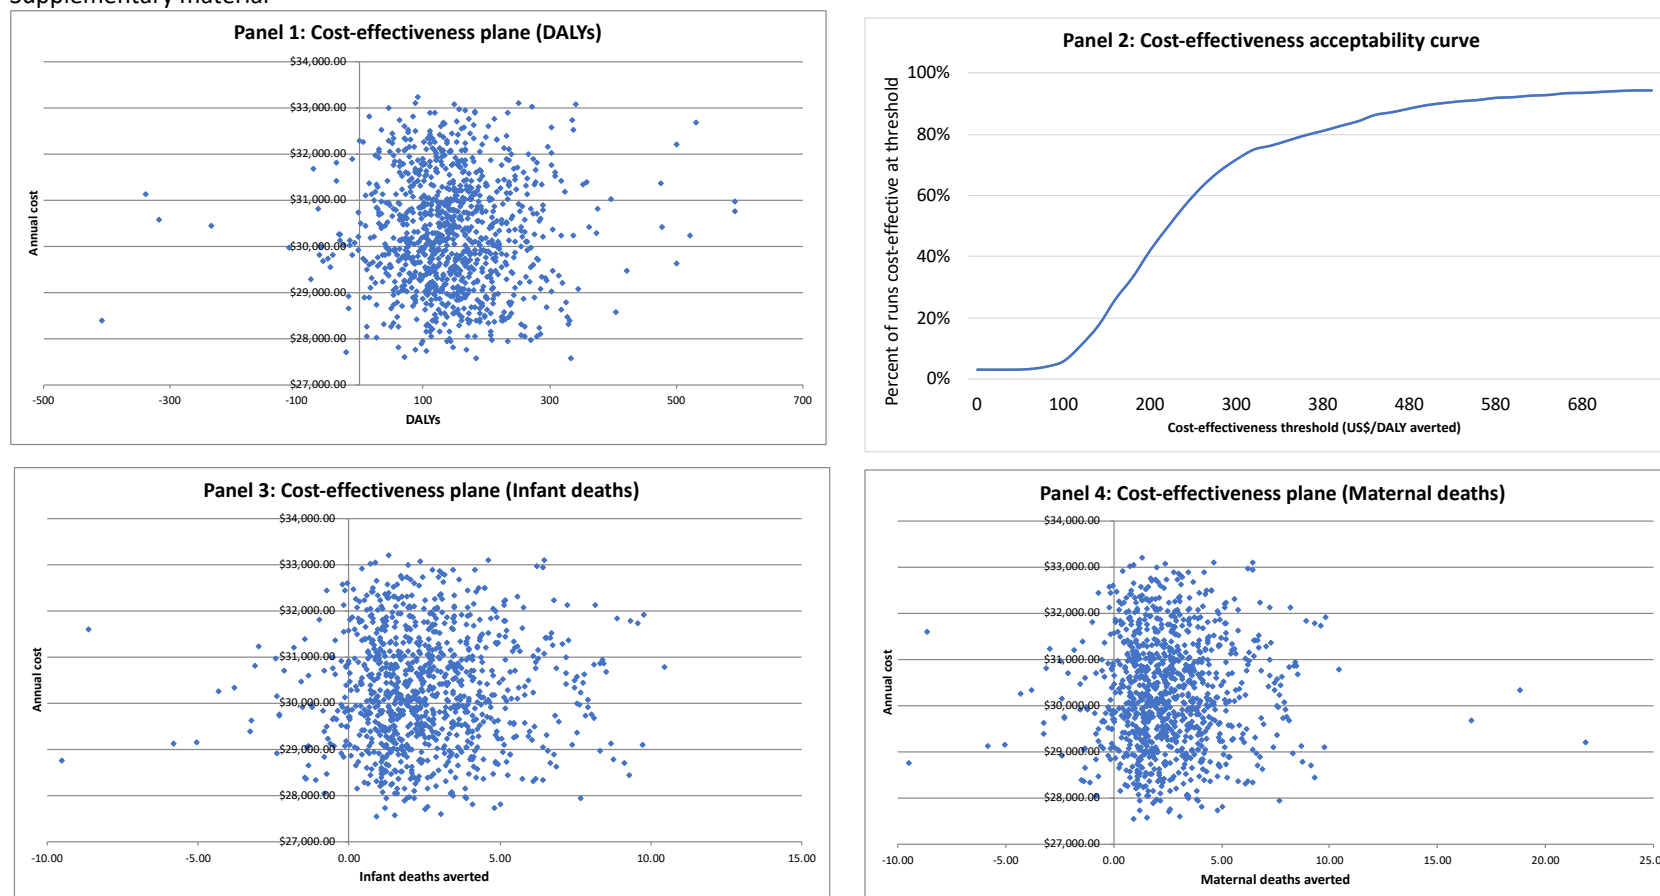 Supplementary material
Panel 1: Cost-effectiveness plane (DALYs)
$34,000.00
$33,000.00
$32,000.00
$31,000.00
$30,000.00
$29,000.00
$28,000.00
$27,000.00
Annual cost
-500 -300 -100 100 300 500 700
DALYs
Panel 2: Cost-effectiveness acceptability curve
100%
80%
60%
40%
20%
0%
Percent of runs cost-effective at threshold
0 100 200 300 380 480 580 680
Cost-effectiveness threshold (US$/DALY averted)
Panel 3: Cost-effectiveness plane (Infant deaths)
$34,000.00
$33,000.00
$32,000.00
$31,000.00
$30,000.00
$29,000.00
$28,000.00
$27,000.00
Annual cost
-10.00 -5.00 0.00 5.00 10.00 15.00
Infant deaths averted
Panel 4: Cost-effectiveness plane (Maternal deaths)
$34,000.00
$33,000.00
$32,000.00
$31,000.00
$30,000.00
$29,000.00
$28,000.00
$27,000.00
Annual cost
-10.00 -5.00 0.00 5.00 10.00 15.00 20.00 25.0
Maternal deaths averted